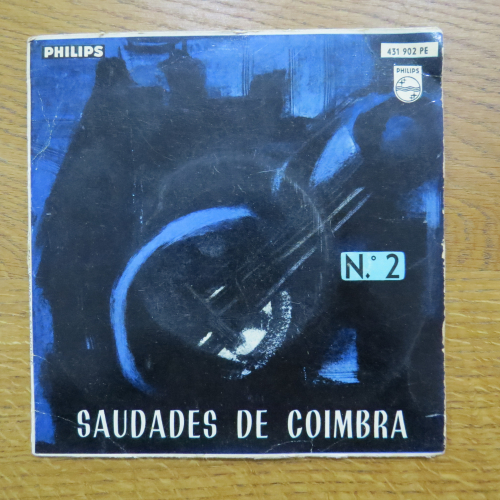 PHILIPS
431 902 PE
PHILIPS
N.º 2
SAUDADES DE COIMBRA